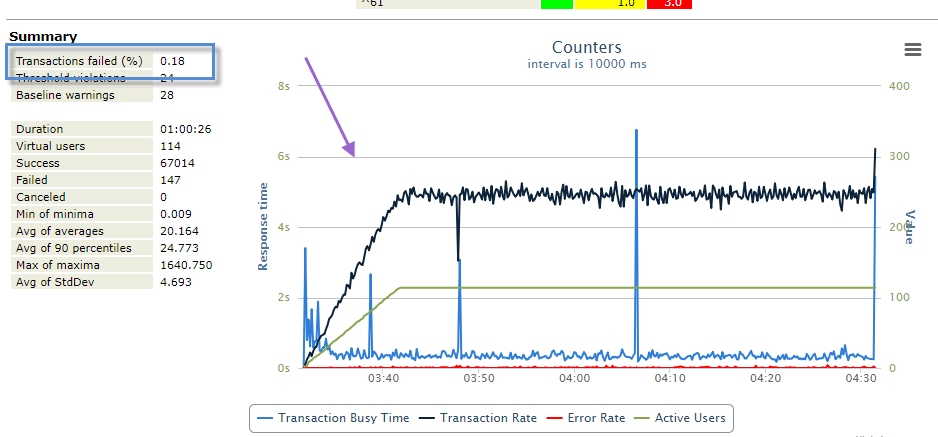 ^61 1.0 3.0
Summary
Transactions failed (%) 0.18
Threshold violations 24
Baseline warnings 28
Duration 01:00:26
Virtual users 114
Success 67014
Failed 147
Canceled 0
Min of minima 0.009
Avg of averages 20.164
Avg of 90 percentiles 24.773
Max of maxima 1640.750
Avg of StdDev 4.693
Counters
interval is 10000 ms
Response time
8s
6s
4s
2s
0s
400
300
200
100
0
Value
03:40 03:50 04:00 04:10 04:20 04:30
Transaction Busy Time Transaction Rate Error Rate Active Users